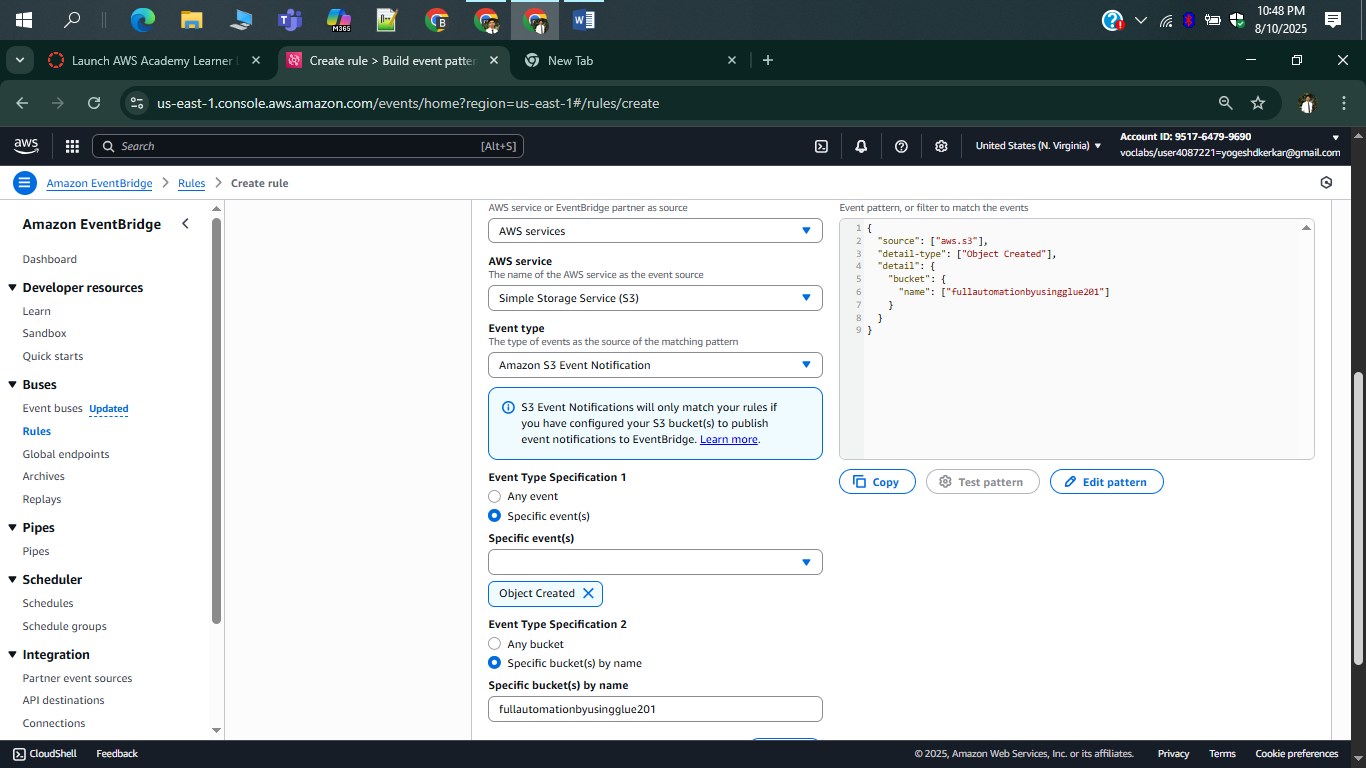 10:48 PM
8/10/2025
M365
Launch AWS Academy Learner L
Create rule > Build event patter
New Tab
us-east-1.console.aws.amazon.com/events/home?region=us-east-1#/rules/create
aws
Search
[Alt+S]
United States (N. Virginia)
Account ID: 9517-6479-9690
voclabs/user4087221=yogeshdkerkar@gmail.com
Amazon EventBridge
Rules
Create rule
Amazon EventBridge
Dashboard
Developer resources
Learn
Sandbox
Quick starts
Buses
Event buses Updated
Rules
Global endpoints
Archives
Replays
Pipes
Pipes
Scheduler
Schedules
Schedule groups
Integration
Partner event sources
API destinations
Connections
AWS service or EventBridge partner as source
AWS services
AWS service
The name of the AWS service as the event source
Simple Storage Service (S3)
Event type
The type of events as the source of the matching pattern
Amazon S3 Event Notification
S3 Event Notifications will only match your rules if
you have configured your S3 bucket(s) to publish
event notifications to EventBridge. Learn more.
Event Type Specification 1
Any event
Specific event(s)
Specific event(s)
Object Created
Event Type Specification 2
Any bucket
Specific bucket(s) by name
Specific bucket(s) by name
fullautomationbyusingglue201
Event pattern, or filter to match the events
1 {
2 "source": ["aws.s3"],
3 "detail-type": ["Object Created"],
4 "detail": {
5 "bucket": {
6 "name": ["fullautomationbyusingglue201"]
7 }
8 }
9 }
Copy
Test pattern
Edit pattern
CloudShell
Feedback
© 2025, Amazon Web Services, Inc. or its affiliates.
Privacy
Terms
Cookie preferences